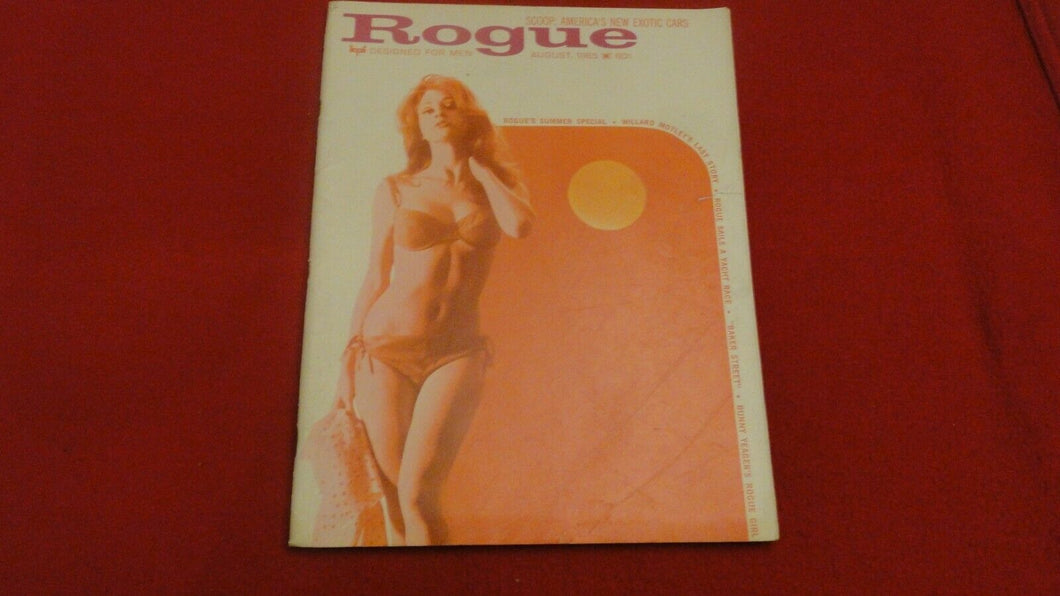 SCOOP: AMERICA'S NEW EXOTIC CARS
Rogue
DESIGNED FOR MEN
AUGUST, 1965 60¢
ROGUE'S SUMMER SPECIAL • WILLARD MOTLEY'S LAST STORY • ROGUE SAILS A YACHT RACE • "BAKER STREET" • BUNNY YEAGER'S ROGUE GIRL